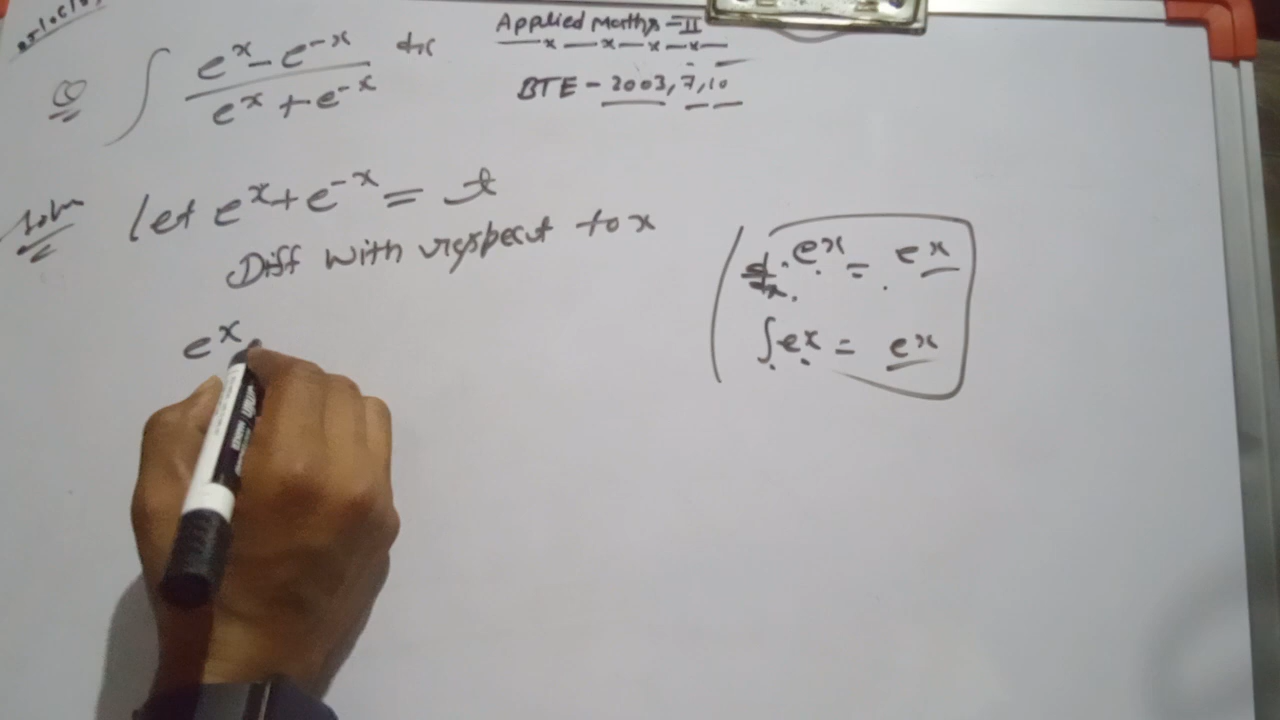 Applied Maths - II
Q ∫ e^x - e^-x / e^x + e^-x dx
BTE - 2003, 7, 10
Soln let e^x + e^-x = t
Diff with respect to x
e^x
d/dx . e^x = e^x
∫ e^x = e^x